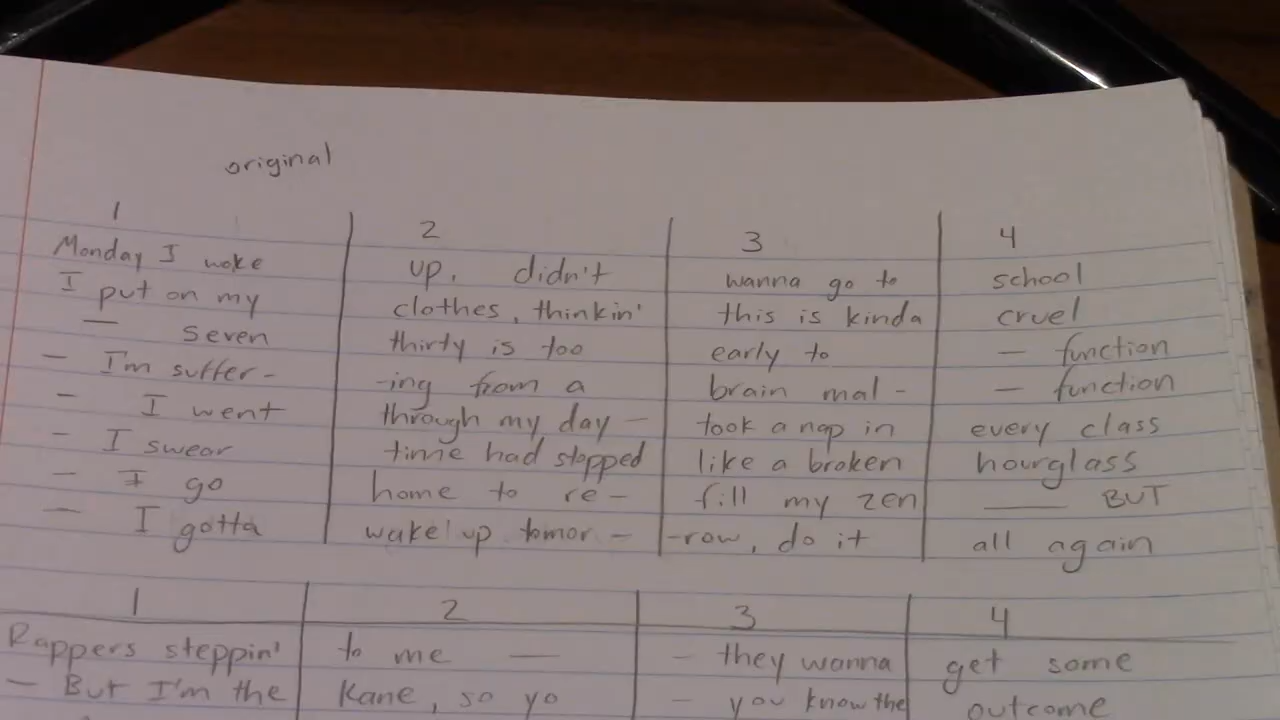 original
1 2 3 4
Monday I woke up, didn't wanna go to school
I put on my clothes, thinkin' this is kinda cruel
— seven thirty is too early to — function
— I'm suffer- -ing from a brain mal- — function
— I went through my day — took a nap in every class
— I swear time had stopped like a broken hourglass
— I go home to re- fill my zen —— BUT
— I gotta wake up tomor- -row, do it all again
1 2 3 4
Rappers steppin' to me — - they wanna get some
— But I'm the Kane, so yo - you know the outcome